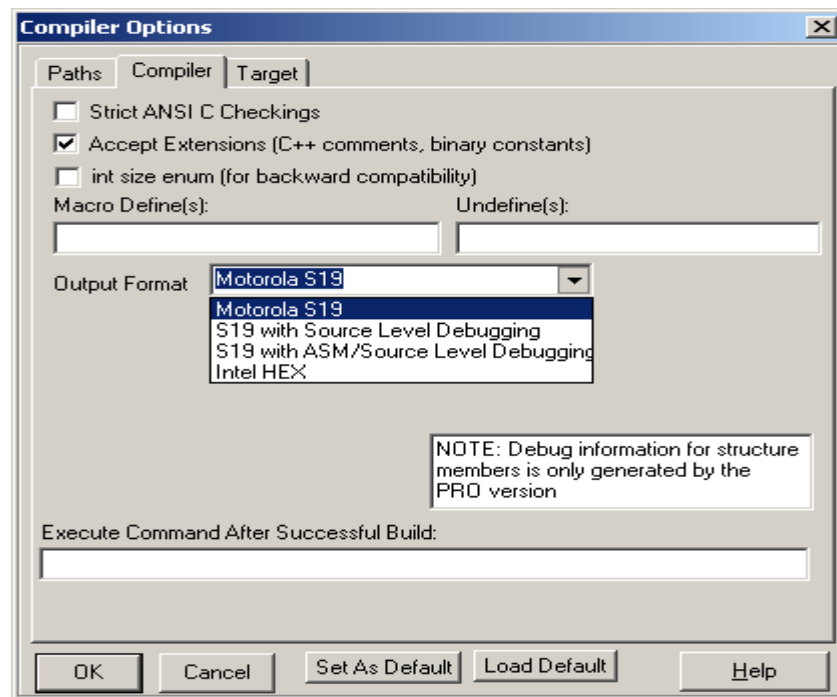 Compiler Options
Paths Compiler Target
Strict ANSI C Checkings
Accept Extensions (C++ comments, binary constants)
int size enum (for backward compatibility)
Macro Define(s): Undefine(s):
Output Format Motorola S19
Motorola S19
S19 with Source Level Debugging
S19 with ASM/Source Level Debugging
Intel HEX
NOTE: Debug information for structure
members is only generated by the
PRO version
Execute Command After Successful Build:
OK Cancel Set As Default Load Default Help